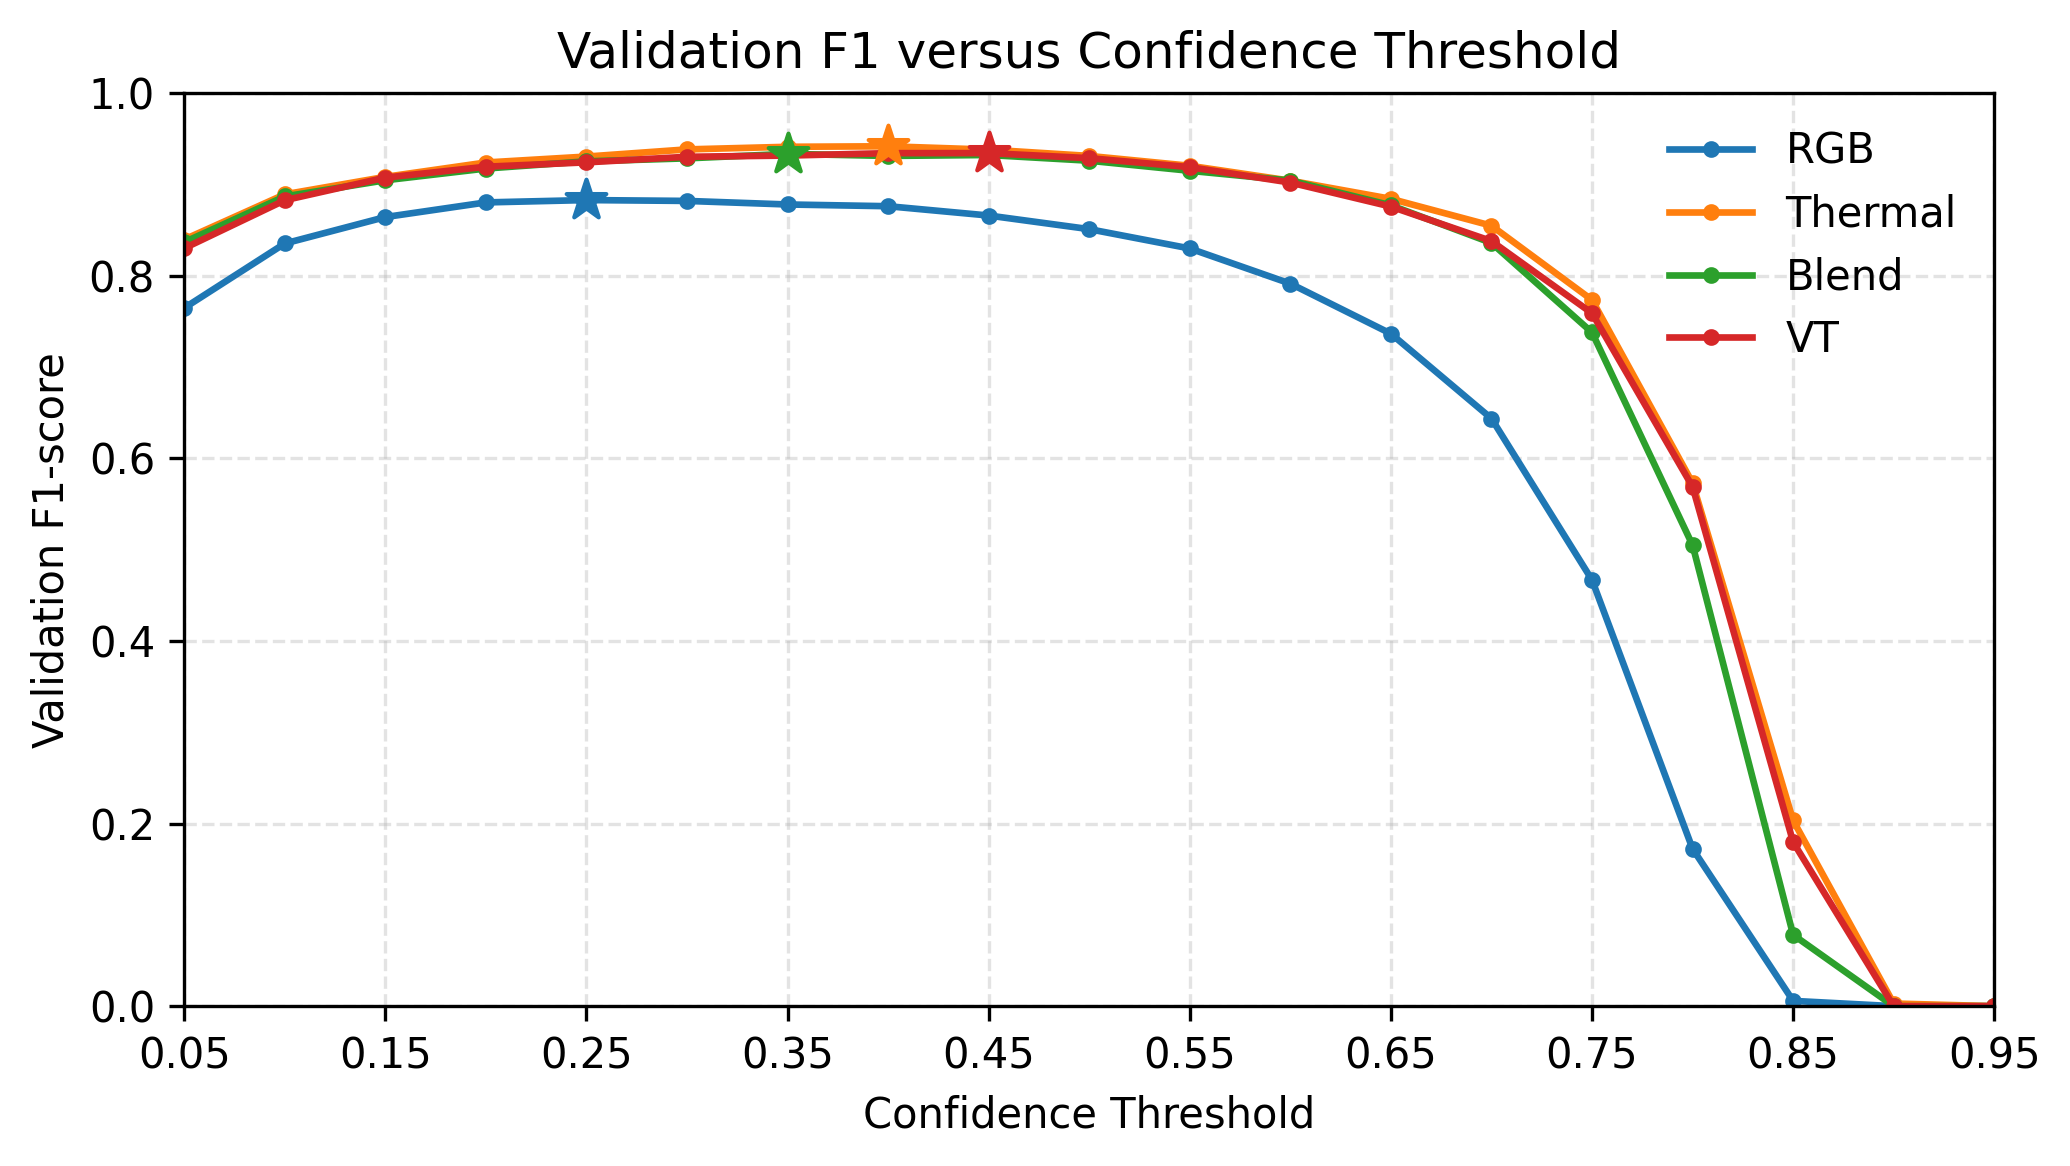 Validation F1 versus Confidence Threshold
Validation F1-score
1.0
0.8
0.6
0.4
0.2
0.0
RGB
Thermal
Blend
VT
0.05 0.15 0.25 0.35 0.45 0.55 0.65 0.75 0.85 0.95
Confidence Threshold